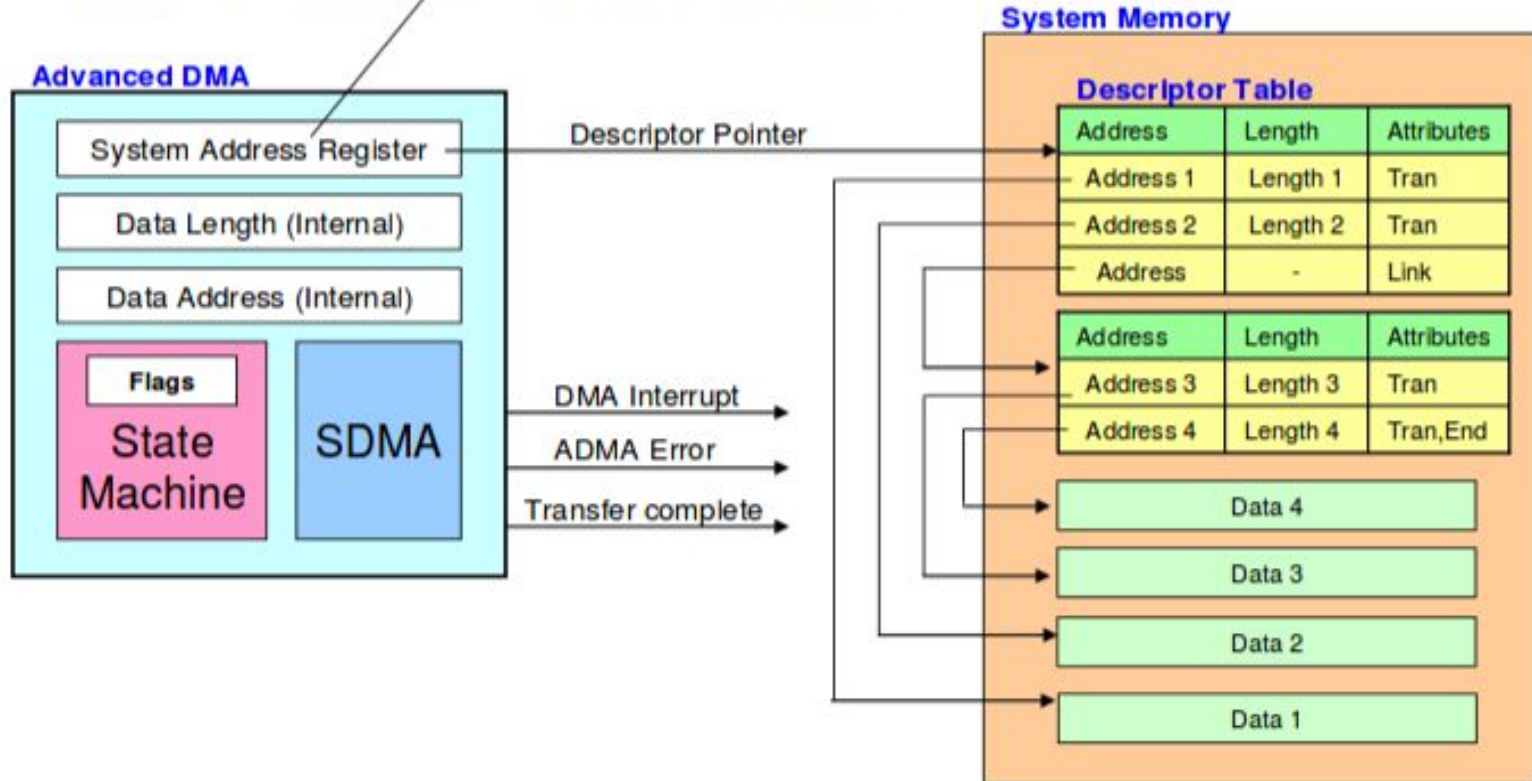 System Memory
Advanced DMA
Descriptor Table
System Address Register
Descriptor Pointer
Address Length Attributes
Address 1 Length 1 Tran
Data Length (Internal)
Address 2 Length 2 Tran
Data Address (Internal)
Address - Link
Address Length Attributes
Flags
Address 3 Length 3 Tran
State
Machine
SDMA
DMA Interrupt
Address 4 Length 4 Tran,End
ADMA Error
Transfer complete
Data 4
Data 3
Data 2
Data 1